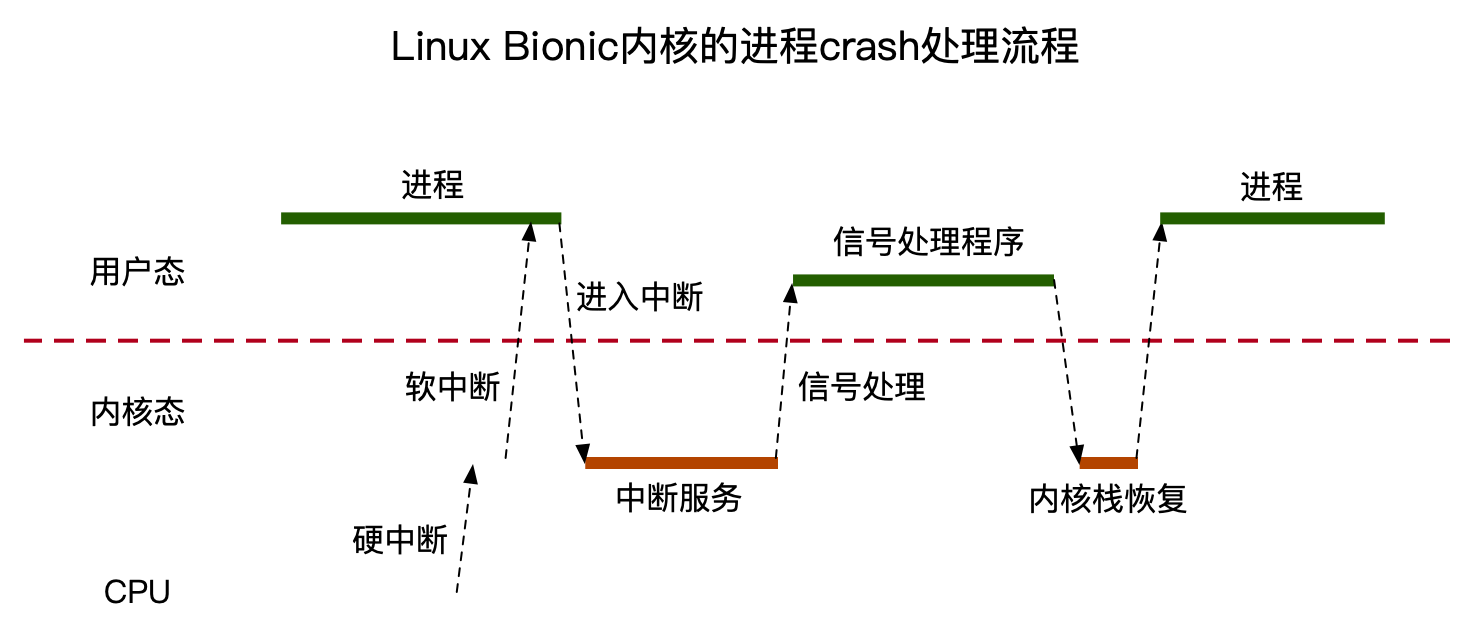 Linux Bionic内核的进程crash处理流程
进程
进程
信号处理程序
用户态
进入中断
软中断
信号处理
内核态
中断服务
内核栈恢复
硬中断
CPU